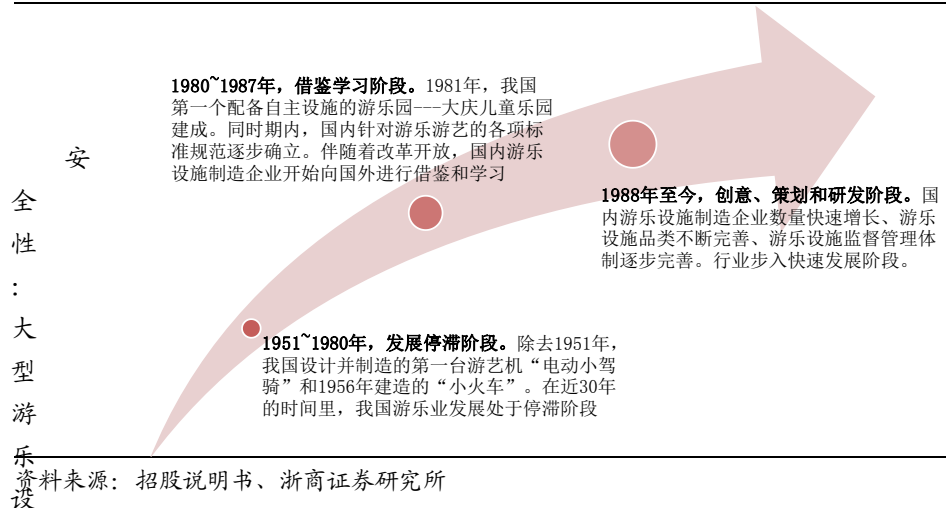 1980~1987年，借鉴学习阶段。1981年，我国
第一个配备自主设施的游乐园---大庆儿童乐园
建成。同时期内，国内针对游乐游艺的各项标
准规范逐步确立。伴随着改革开放，国内游乐
设施制造企业开始向国外进行借鉴和学习
1988年至今，创意、策划和研发阶段。国
内游乐设施制造企业数量快速增长、游乐
设施品类不断完善、游乐设施监督管理体
制逐步完善。行业步入快速发展阶段。
1951~1980年，发展停滞阶段。除去1951年，
我国设计并制造的第一台游艺机“电动小驾
骑”和1956年建造的“小火车”。在近30年
的时间里，我国游乐业发展处于停滞阶段
安
全
性
：
大
型
游
乐
设
资料来源：招股说明书、浙商证券研究所